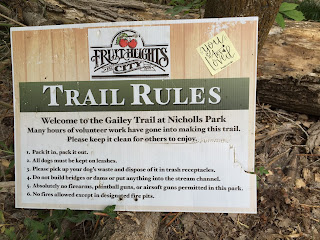 FRUIT HEIGHTS
CITY
YOU
ARE
LOVED
TRAIL RULES
Welcome to the Gailey Trail at Nicholls Park
Many hours of volunteer work have gone into making this trail.
Please keep it clean for others to enjoy.
1. Pack it in, pack it out.
2. All dogs must be kept on leashes.
3. Please pick up your dog's waste and dispose of it in trash receptacles.
4. Do not build bridges or dams or put anything into the stream channel.
5. Absolutely no firearms, paintball guns, or airsoft guns permitted in this park.
6. No fires allowed except in designated fire pits.